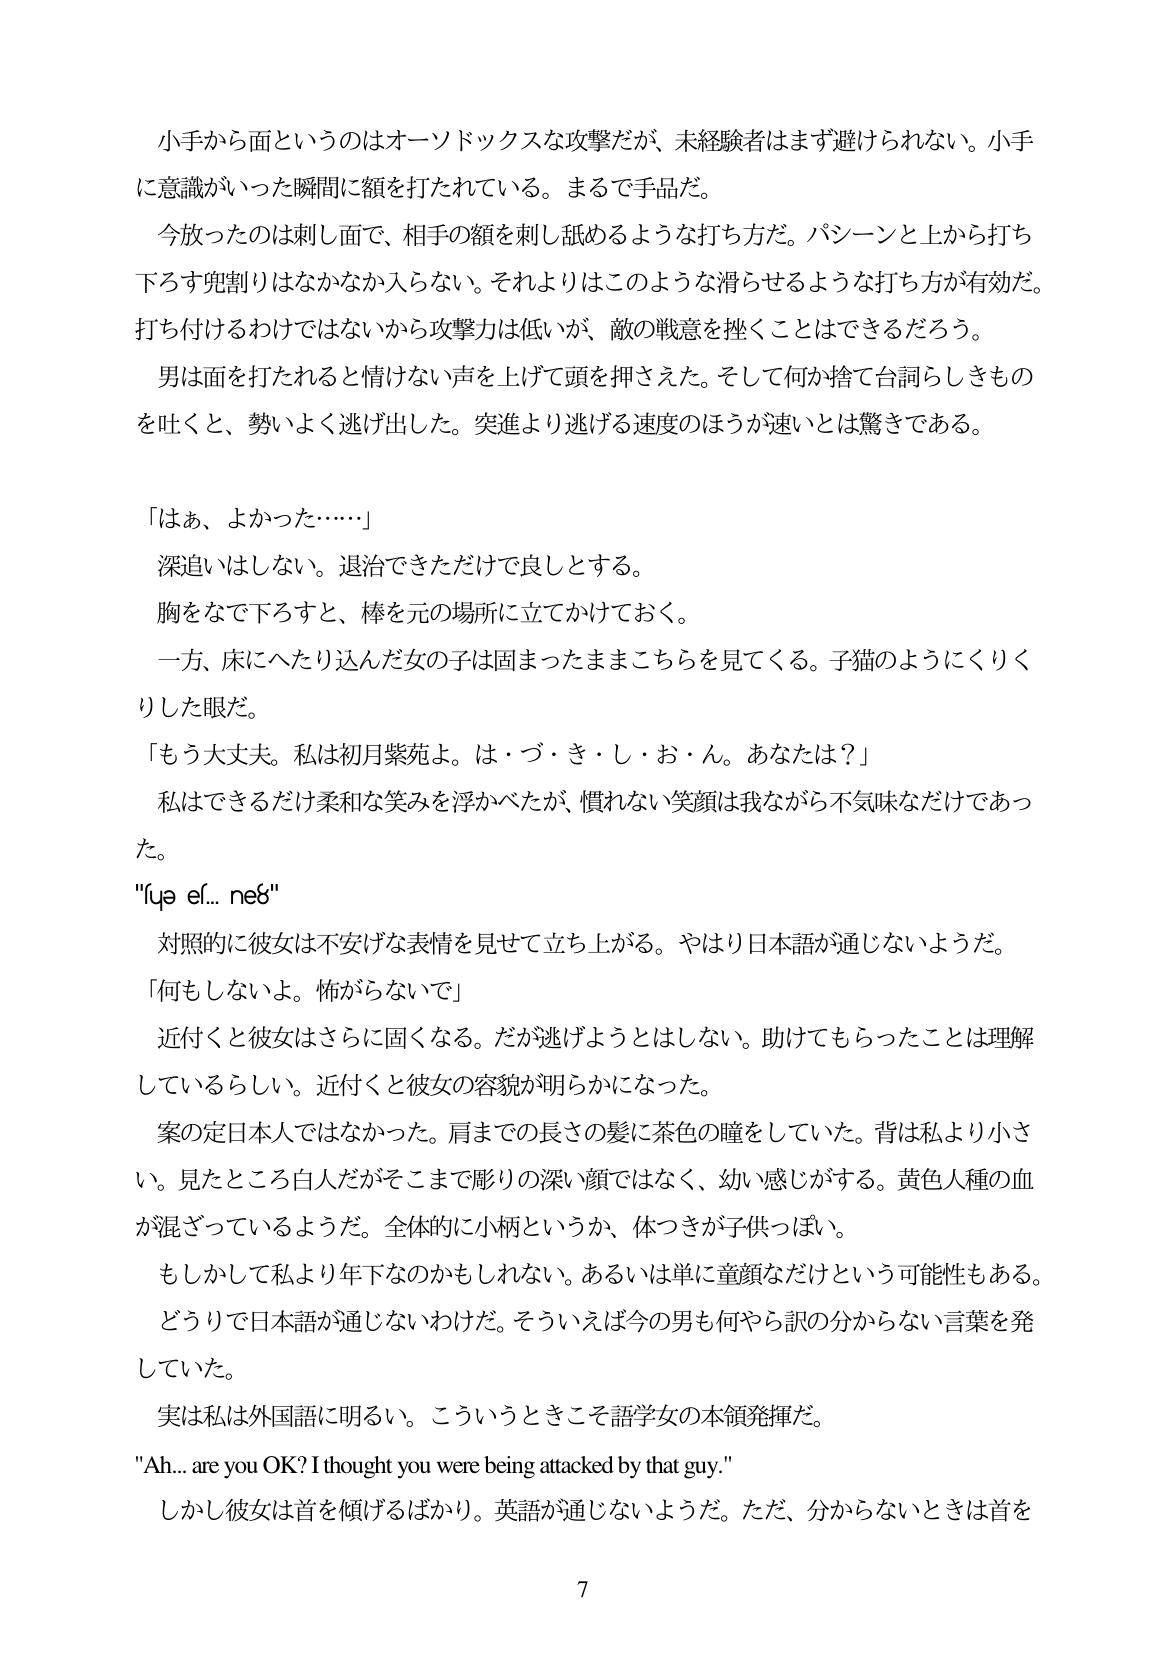 小手から面というのはオーソドックスな攻撃だが、未経験者はまず避けられない。小手
に意識がいった瞬間に額を打たれている。まるで手品だ。
今放ったのは刺し面で、相手の額を刺し舐めるような打ち方だ。パシーンと上から打ち
下ろす兜割りはなかなか入らない。それよりはこのような滑らせるような打ち方が有効だ。
打ち付けるわけではないから攻撃力は低いが、敵の戦意を挫くことはできるだろう。
男は面を打たれると情けない声を上げて頭を押さえた。そして何か捨て台詞らしきもの
を吐くと、勢いよく逃げ出した。突進より逃げる速度のほうが速いとは驚きである。
「はぁ、よかった……」
深追いはしない。退治できただけで良しとする。
胸をなで下ろすと、棒を元の場所に立てかけておく。
一方、床にへたり込んだ女の子は固まったままこちらを見てくる。子猫のようにくりく
りした眼だ。
「もう大丈夫。私は初月紫苑よ。は・づ・き・し・お・ん。あなたは？」
私はできるだけ柔和な笑みを浮かべたが、慣れない笑顔は我ながら不気味なだけであっ
た。
対照的に彼女は不安げな表情を見せて立ち上がる。やはり日本語が通じないようだ。
「何もしないよ。怖がらないで」
近付くと彼女はさらに固くなる。だが逃げようとはしない。助けてもらったことは理解
しているらしい。近付くと彼女の容貌が明らかになった。
案の定日本人ではなかった。肩までの長さの髪に茶色の瞳をしていた。背は私より小さ
い。見たところ白人だがそこまで彫りの深い顔ではなく、幼い感じがする。黄色人種の血
が混ざっているようだ。全体的に小柄というか、体つきが子供っぽい。
もしかして私より年下なのかもしれない。あるいは単に童顔なだけという可能性もある。
どうりで日本語が通じないわけだ。そういえば今の男も何やら訳の分からない言葉を発
していた。
実は私は外国語に明るい。こういうときこそ語学女の本領発揮だ。
"Ah... are you OK? I thought you were being attacked by that guy."
しかし彼女は首を傾げるばかり。英語が通じないようだ。ただ、分からないときは首を
7